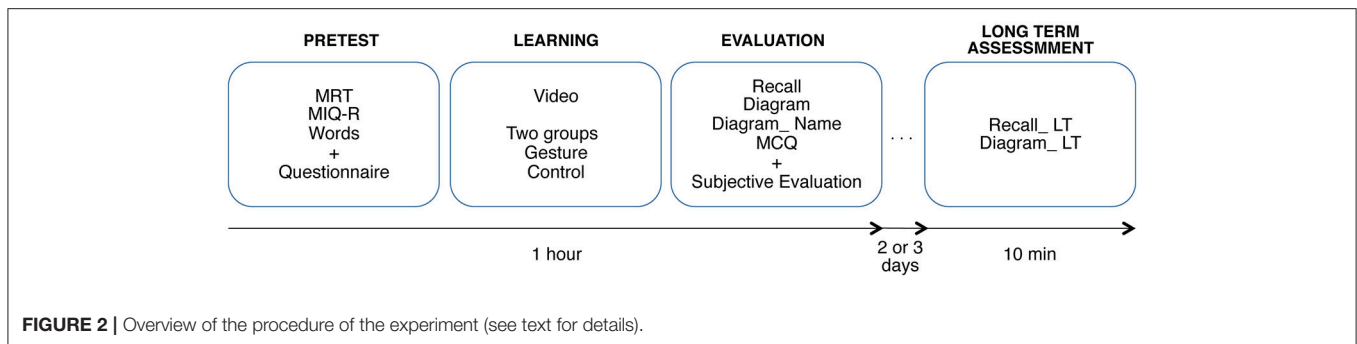 PRETEST
MRT
MIQ-R
Words
+
Questionnaire
LEARNING
Video
Two groups
Gesture
Control
EVALUATION
Recall
Diagram
Diagram_ Name
MCQ
+
Subjective Evaluation
. . .
LONG TERM
ASSESSMMENT
Recall_ LT
Diagram_ LT
1 hour
2 or 3
days
10 min
FIGURE 2 | Overview of the procedure of the experiment (see text for details).